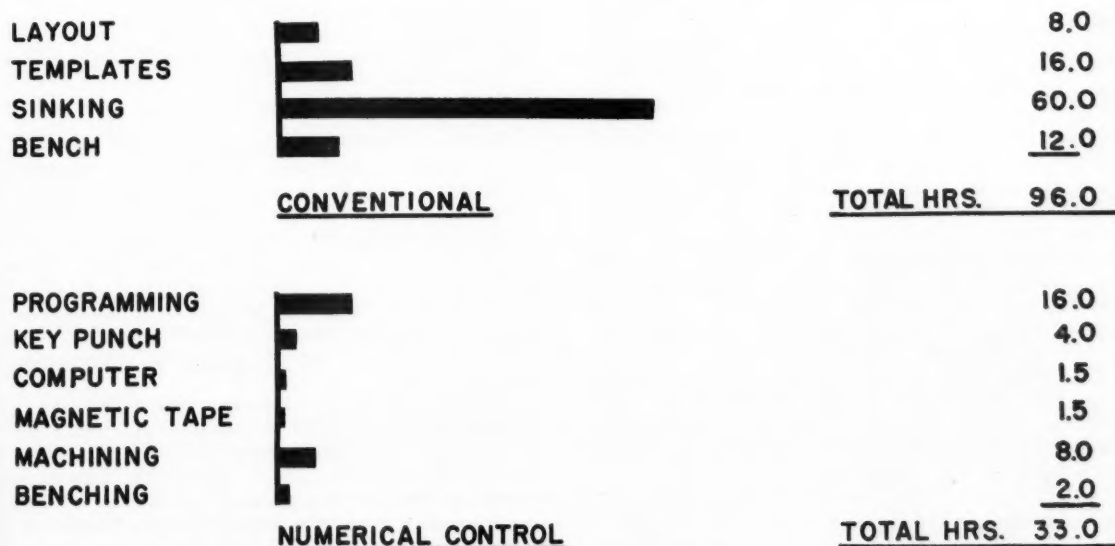 LAYOUT 8.0
TEMPLATES 16.0
SINKING 60.0
BENCH 12.0
CONVENTIONAL TOTAL HRS. 96.0
PROGRAMMING 16.0
KEY PUNCH 4.0
COMPUTER 1.5
MAGNETIC TAPE 1.5
MACHINING 8.0
BENCHING 2.0
NUMERICAL CONTROL TOTAL HRS. 33.0